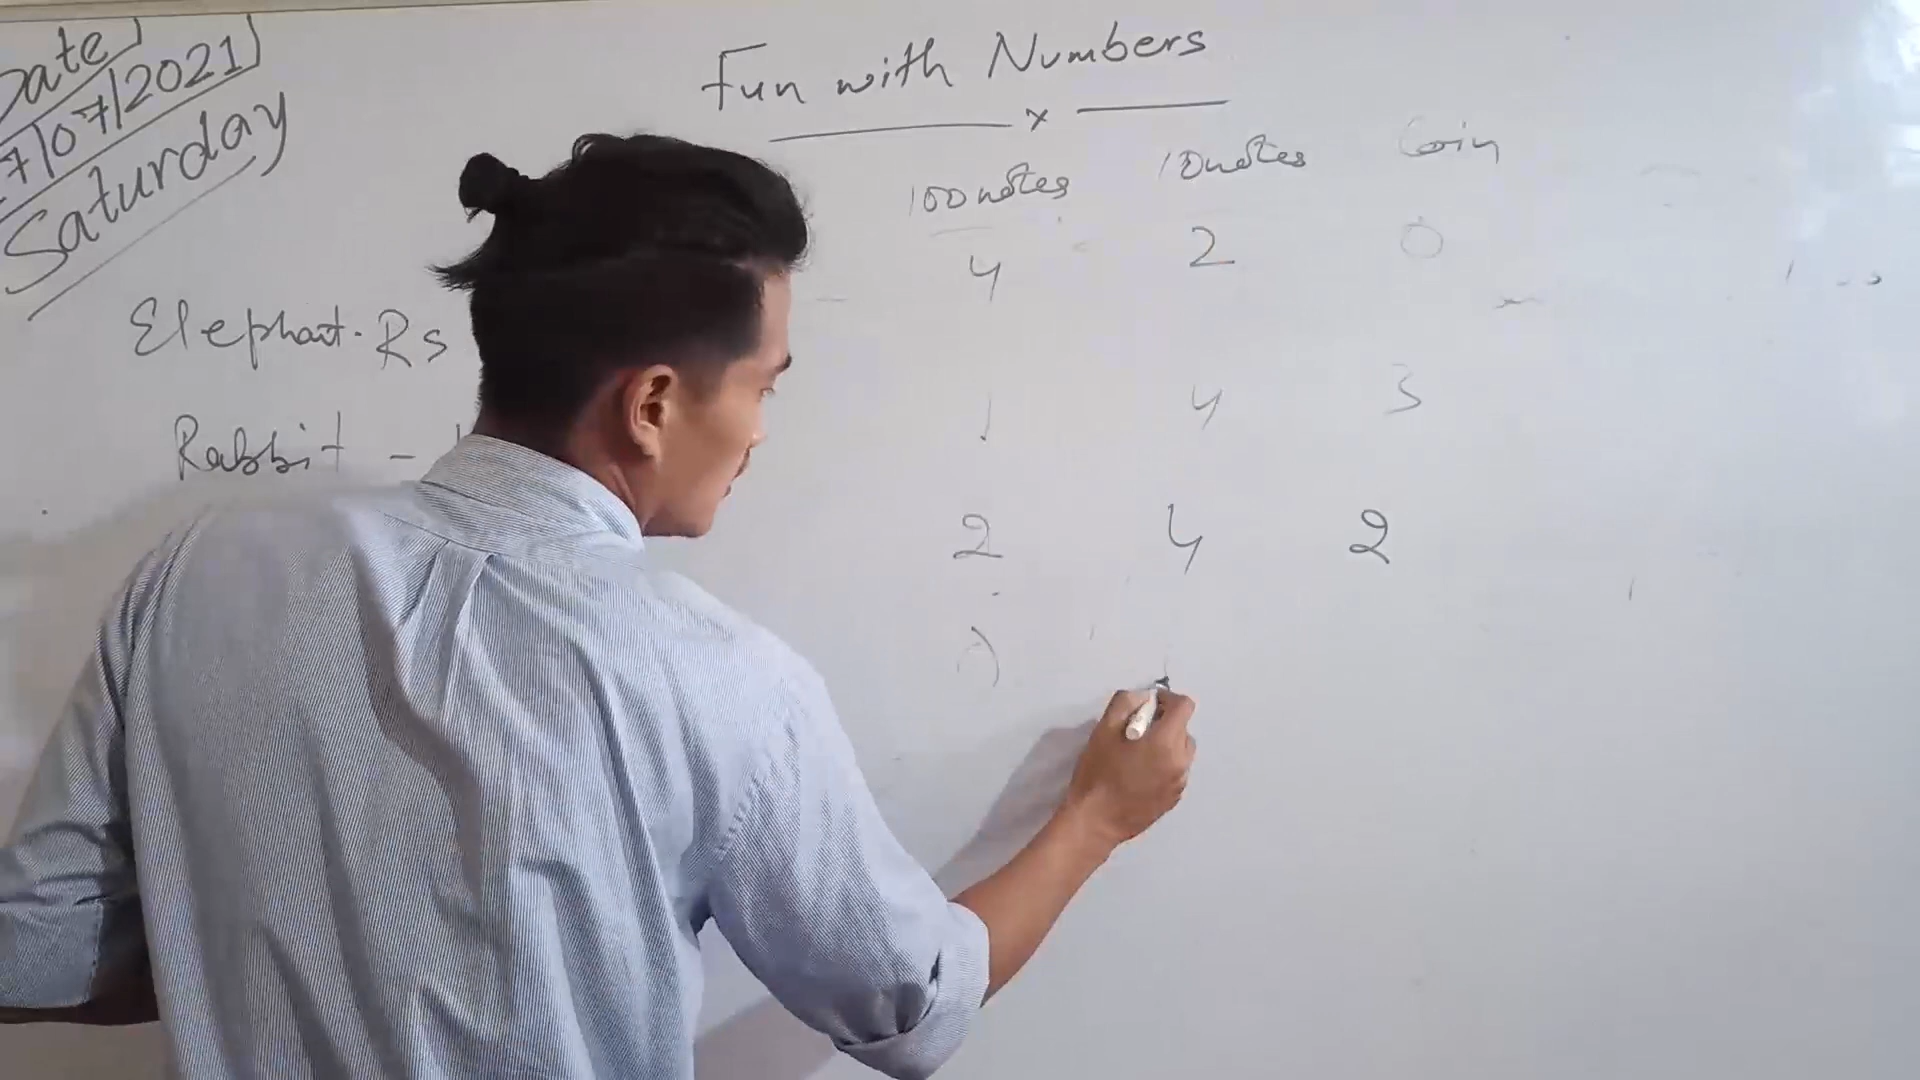 Date
7/07/2021
Saturday
Fun with Numbers
x
100 notes 10 notes Coin
4 2 0
Elephant. Rs
1 4 3
Rabbit -
2 4 2